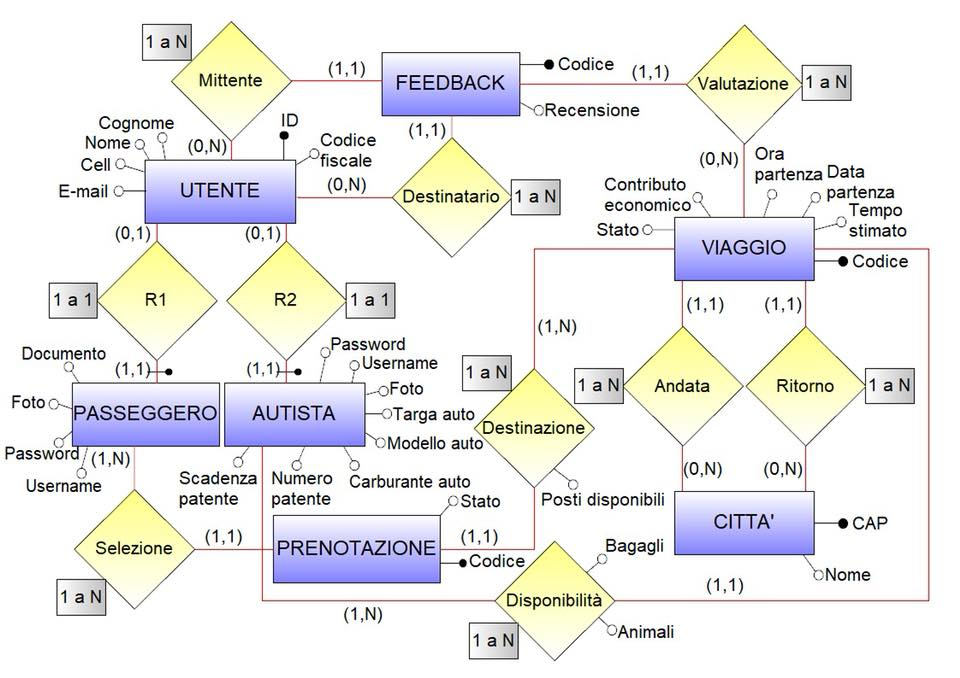 1 a N
Mittente
(1,1)
FEEDBACK
Codice
Recensione
(1,1)
Valutazione
1 a N
Cognome
Nome
Cell
E-mail
(0,N)
ID
Codice
fiscale
UTENTE
(0,N)
(1,1)
Destinatario
1 a N
(0,N)
Ora
partenza
Data
partenza
Tempo
stimato
Contributo
economico
Stato
VIAGGIO
Codice
(0,1)
(0,1)
1 a 1
R1
R2
1 a 1
(1,N)
(1,1)
(1,1)
Documento
(1,1)
(1,1)
Password
Username
Foto
PASSEGGERO
AUTISTA
Foto
Targa auto
Modello auto
Password
Username
(1,N)
Scadenza
patente
Numero
patente
Carburante auto
1 a N
Destinazione
Posti disponibili
1 a N
Andata
Ritorno
1 a N
(0,N)
(0,N)
CITTA'
CAP
Nome
Selezione
1 a N
(1,1)
PRENOTAZIONE
Stato
Codice
(1,1)
(1,N)
Disponibilità
1 a N
Bagagli
Animali
(1,1)